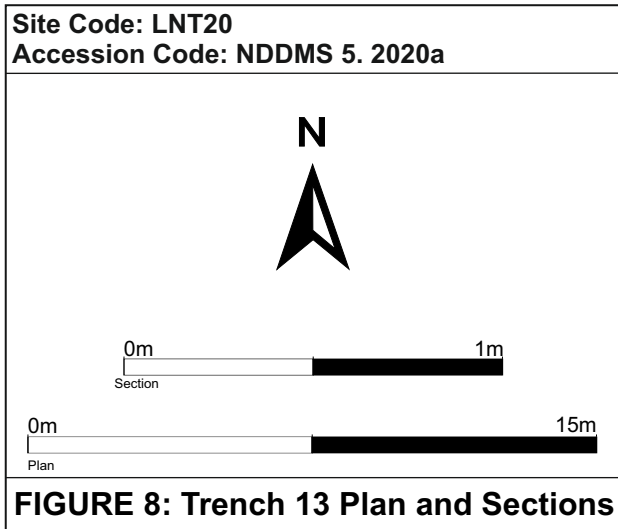 Site Code: LNT20
Accession Code: NDDMS 5. 2020a
N
0m 1m
Section
0m 15m
Plan
FIGURE 8: Trench 13 Plan and Sections